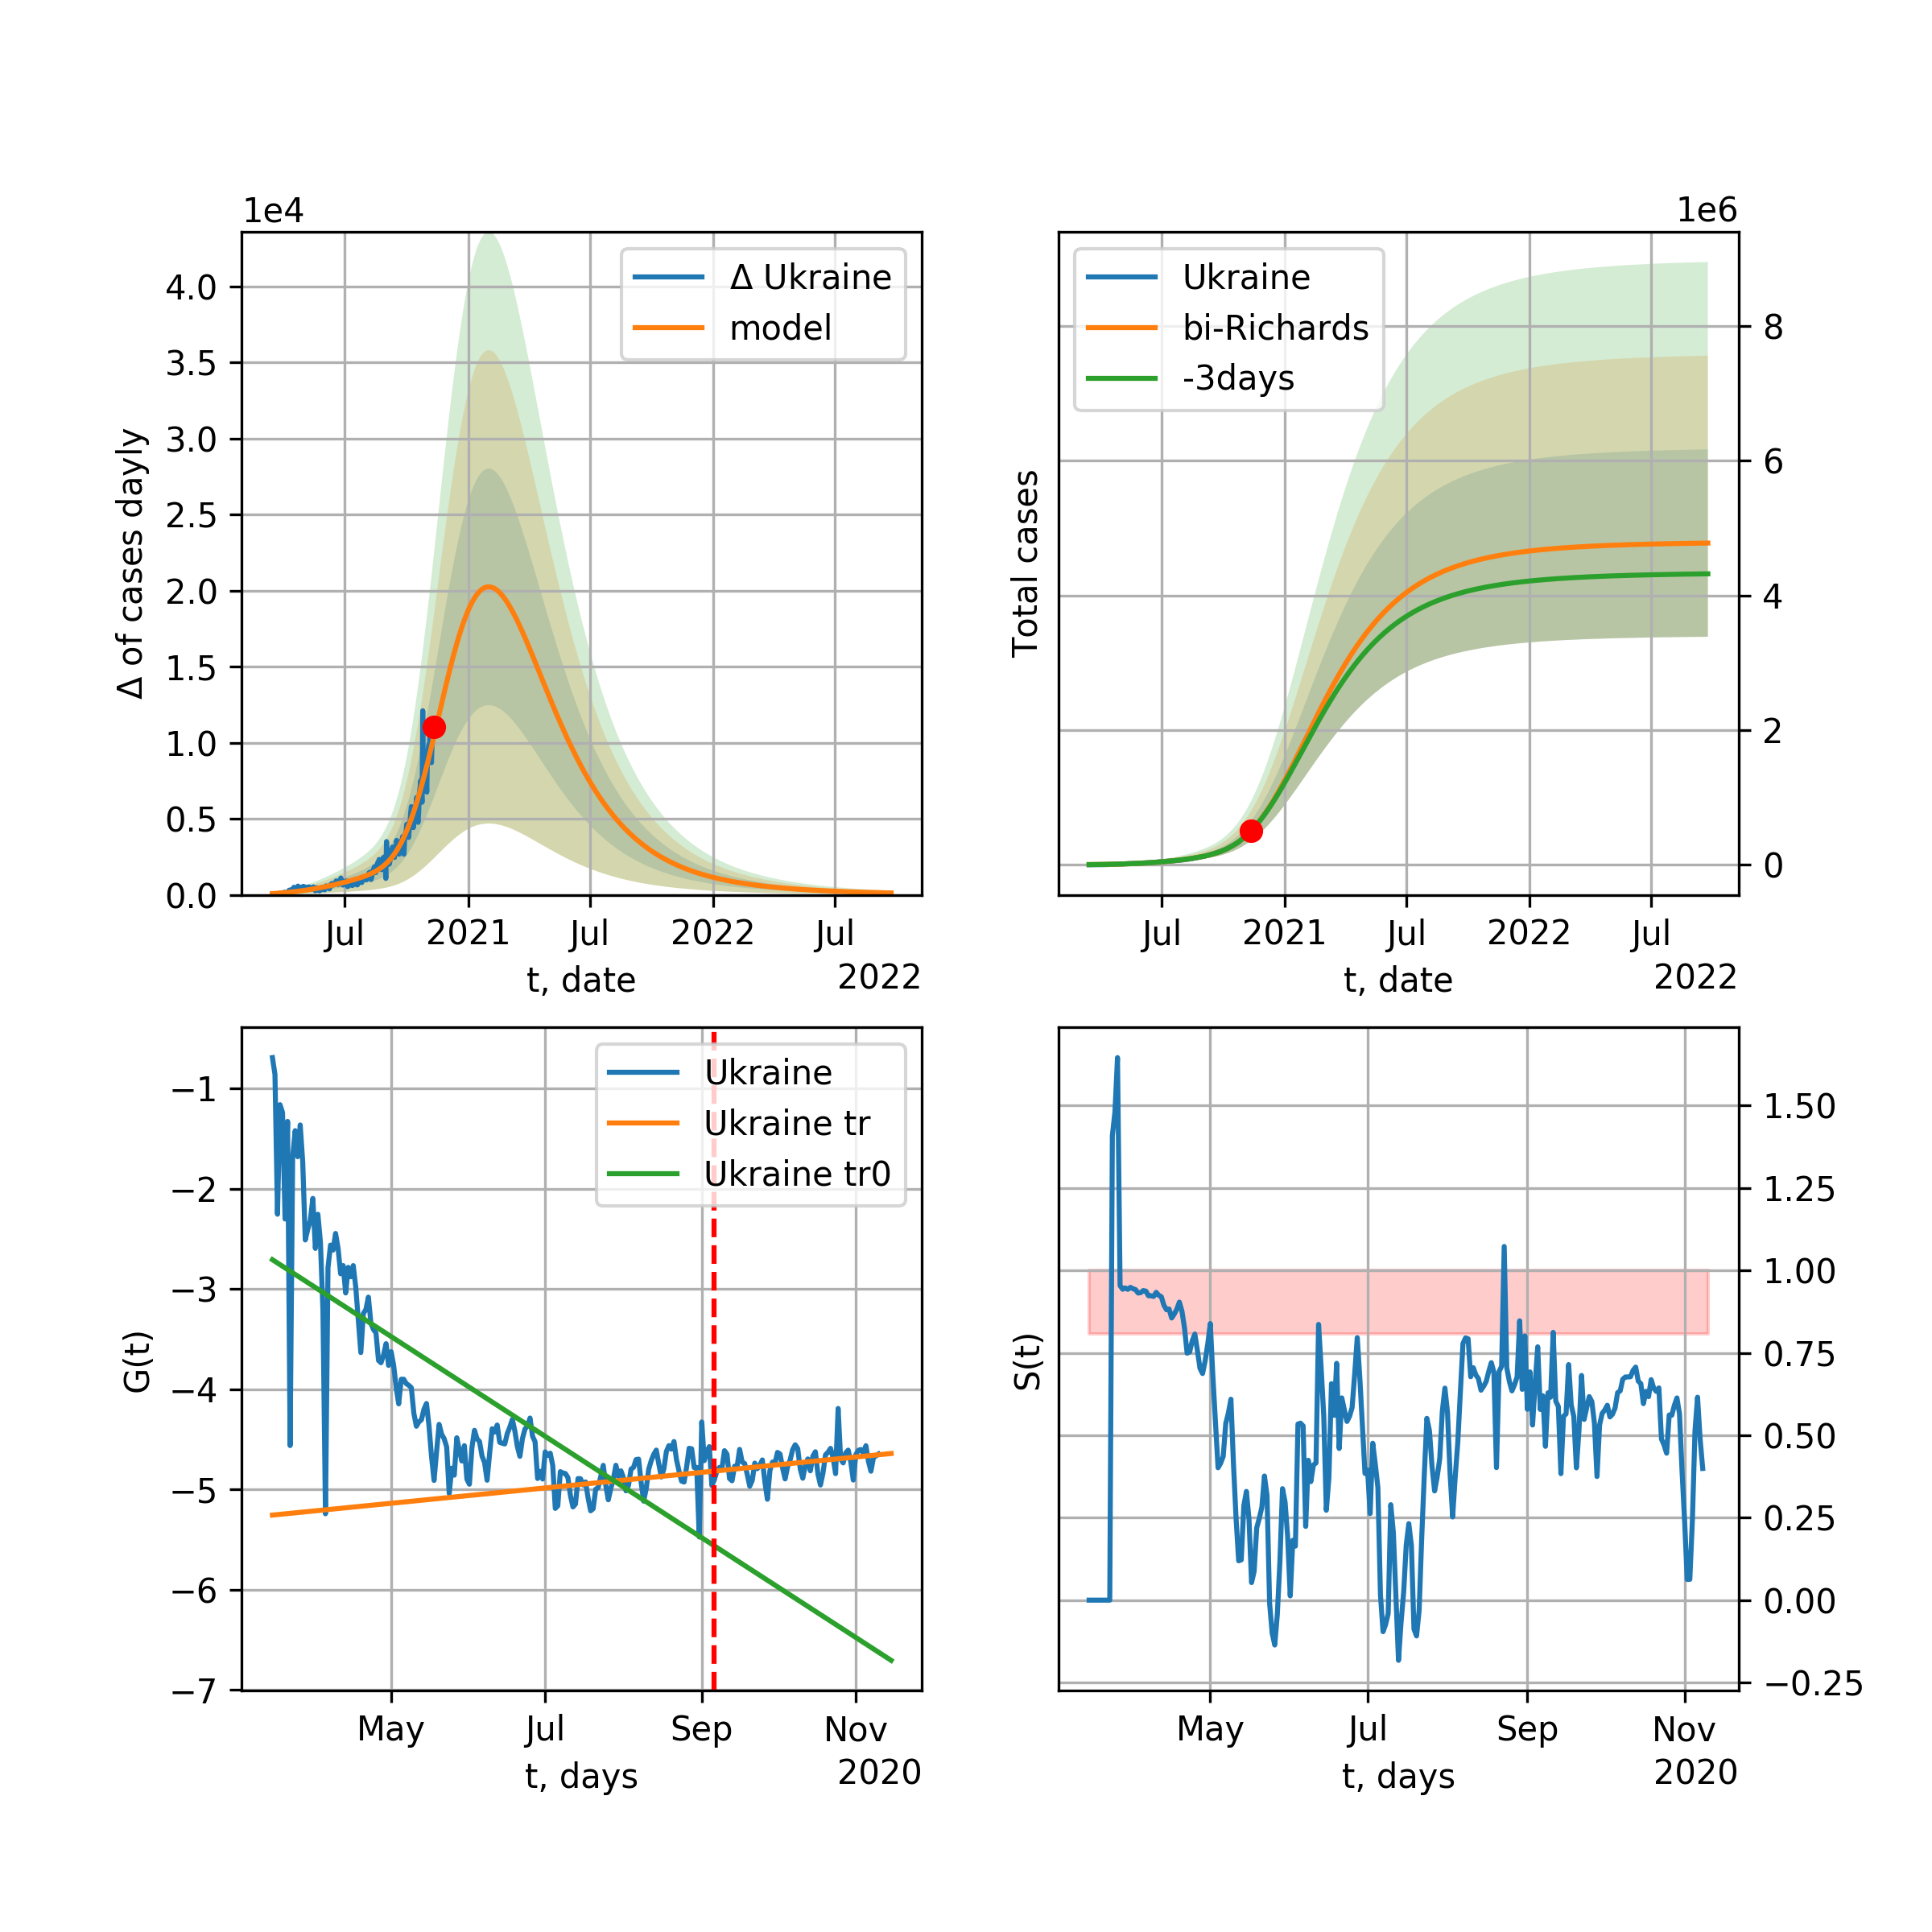 1e4
Δ of cases dayly
4.0
3.5
3.0
2.5
2.0
1.5
1.0
0.5
0.0
Δ Ukraine
model
Jul
2021
Jul
2022
Jul
t, date
2022
1e6
Total cases
Ukraine
bi-Richards
-3days
8
6
4
2
0
Jul
2021
Jul
2022
Jul
t, date
2022
G(t)
−1
−2
−3
−4
−5
−6
−7
Ukraine
Ukraine tr
Ukraine tr0
May
Jul
Sep
Nov
t, days
2020
S(t)
1.50
1.25
1.00
0.75
0.50
0.25
0.00
−0.25
May
Jul
Sep
Nov
t, days
2020